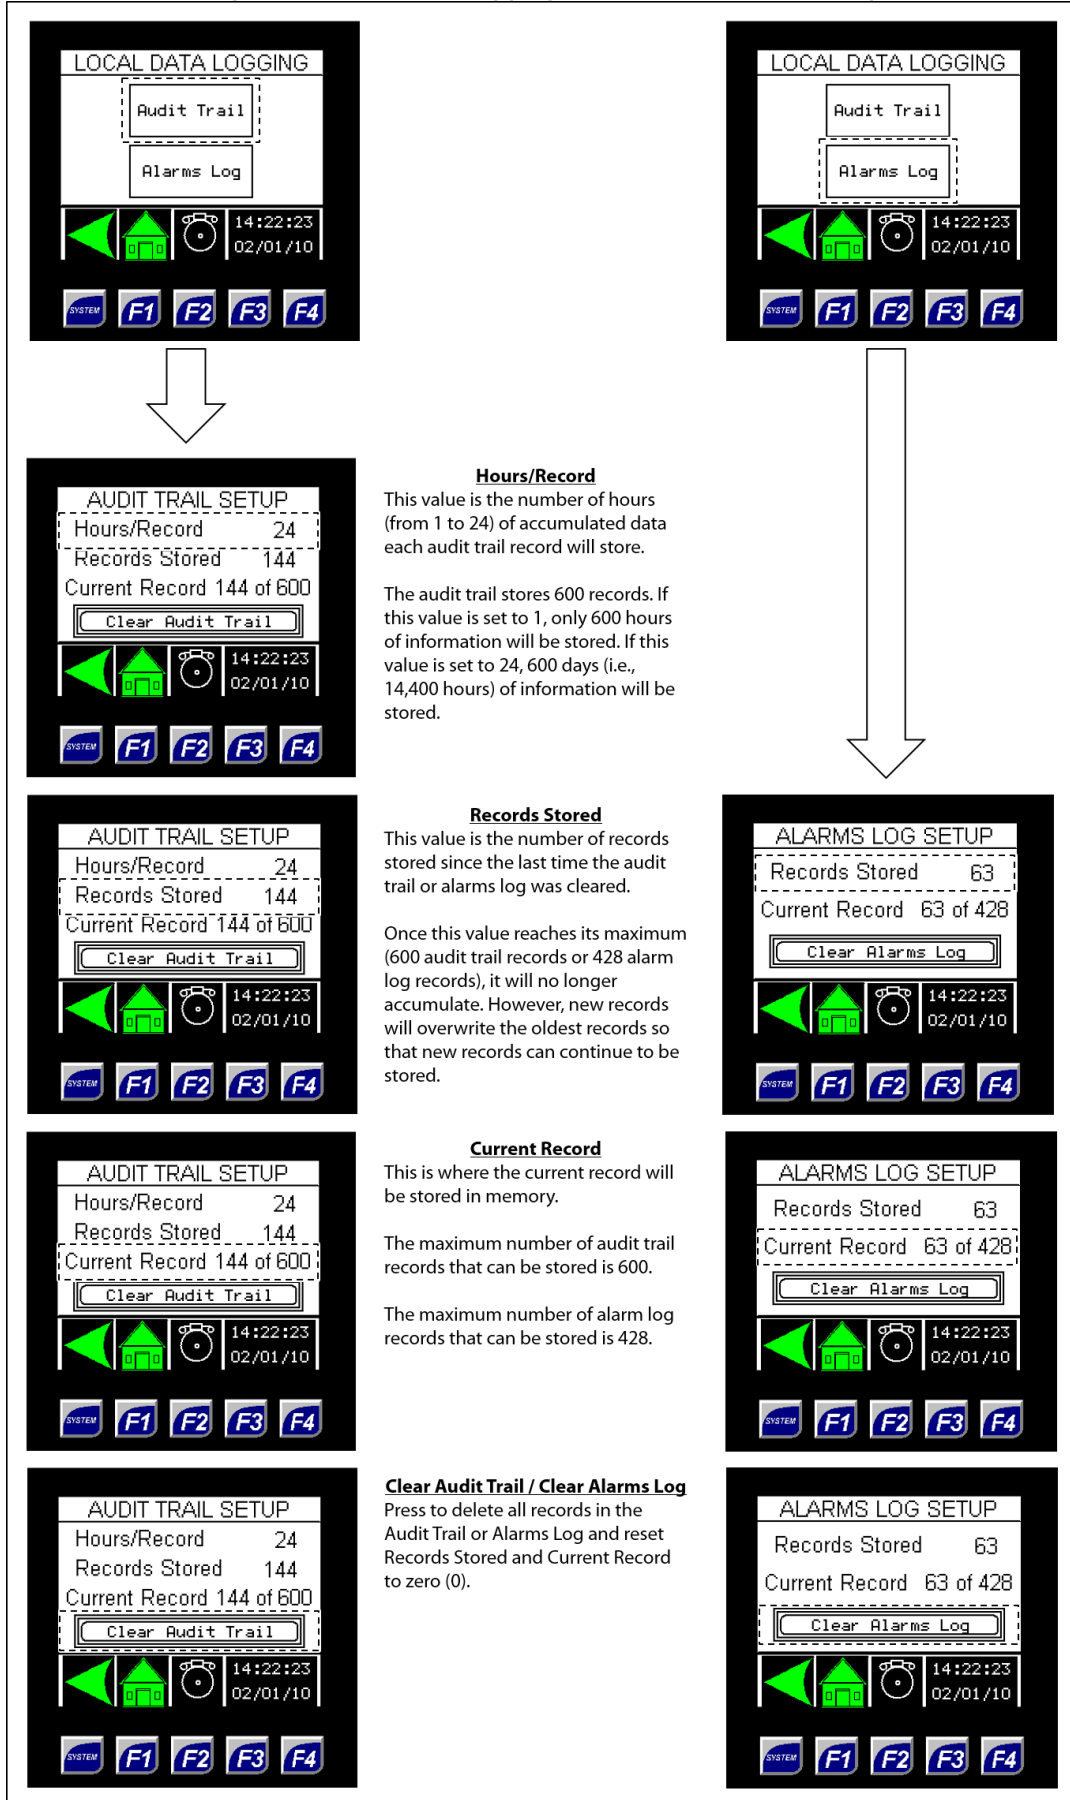 LOCAL DATA LOGGING
Audit Trail
Alarms Log
14:22:23
02/01/10
SYSTEM F1 F2 F3 F4
LOCAL DATA LOGGING
Audit Trail
Alarms Log
14:22:23
02/01/10
SYSTEM F1 F2 F3 F4
AUDIT TRAIL SETUP
Hours/Record 24
Records Stored 144
Current Record 144 of 600
Clear Audit Trail
14:22:23
02/01/10
SYSTEM F1 F2 F3 F4
Hours/Record
This value is the number of hours
(from 1 to 24) of accumulated data
each audit trail record will store.
The audit trail stores 600 records. If
this value is set to 1, only 600 hours
of information will be stored. If this
value is set to 24, 600 days (i.e.,
14,400 hours) of information will be
stored.
AUDIT TRAIL SETUP
Hours/Record 24
Records Stored 144
Current Record 144 of 600
Clear Audit Trail
14:22:23
02/01/10
SYSTEM F1 F2 F3 F4
Records Stored
This value is the number of records
stored since the last time the audit
trail or alarms log was cleared.
Once this value reaches its maximum
(600 audit trail records or 428 alarm
log records), it will no longer
accumulate. However, new records
will overwrite the oldest records so
that new records can continue to be
stored.
ALARMS LOG SETUP
Records Stored 63
Current Record 63 of 428
Clear Alarms Log
14:22:23
02/01/10
SYSTEM F1 F2 F3 F4
AUDIT TRAIL SETUP
Hours/Record 24
Records Stored 144
Current Record 144 of 600
Clear Audit Trail
14:22:23
02/01/10
SYSTEM F1 F2 F3 F4
Current Record
This is where the current record will
be stored in memory.
The maximum number of audit trail
records that can be stored is 600.
The maximum number of alarm log
records that can be stored is 428.
ALARMS LOG SETUP
Records Stored 63
Current Record 63 of 428
Clear Alarms Log
14:22:23
02/01/10
SYSTEM F1 F2 F3 F4
AUDIT TRAIL SETUP
Hours/Record 24
Records Stored 144
Current Record 144 of 600
Clear Audit Trail
14:22:23
02/01/10
SYSTEM F1 F2 F3 F4
Clear Audit Trail / Clear Alarms Log
Press to delete all records in the
Audit Trail or Alarms Log and reset
Records Stored and Current Record
to zero (0).
ALARMS LOG SETUP
Records Stored 63
Current Record 63 of 428
Clear Alarms Log
14:22:23
02/01/10
SYSTEM F1 F2 F3 F4